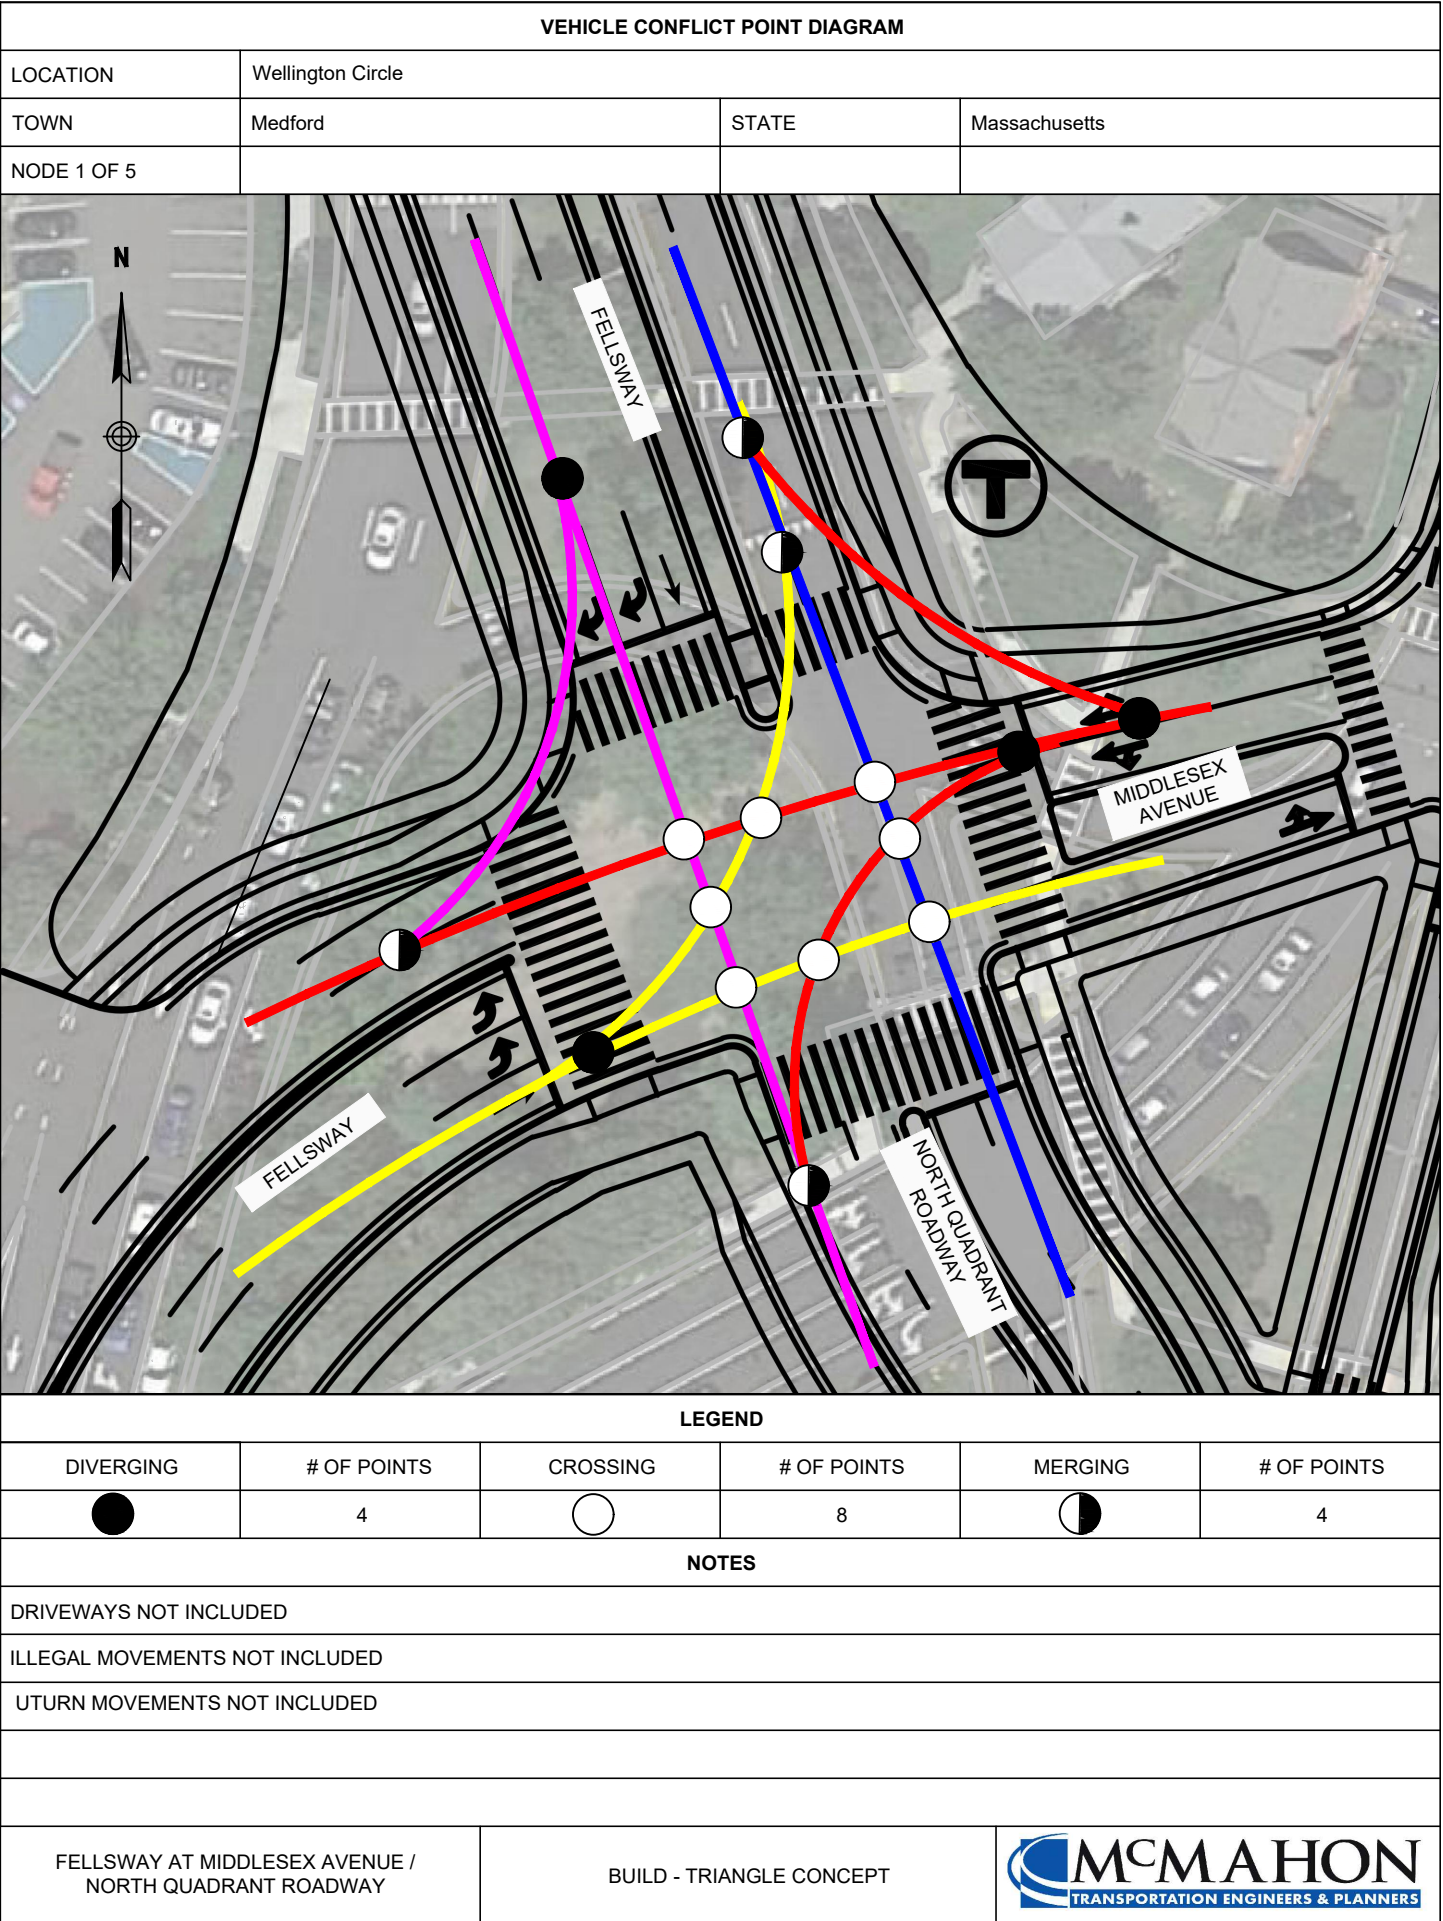 VEHICLE CONFLICT POINT DIAGRAM
LOCATION
Wellington Circle
TOWN
Medford
STATE
Massachusetts
NODE 1 OF 5
N
FELLSWAY
T
MIDDLESEX
AVENUE
FELLSWAY
NORTH QUADRANT
ROADWAY
LEGEND
DIVERGING
# OF POINTS
CROSSING
# OF POINTS
MERGING
# OF POINTS
4
8
4
NOTES
DRIVEWAYS NOT INCLUDED
ILLEGAL MOVEMENTS NOT INCLUDED
UTURN MOVEMENTS NOT INCLUDED
FELLSWAY AT MIDDLESEX AVENUE /
NORTH QUADRANT ROADWAY
BUILD - TRIANGLE CONCEPT
McMAHON
TRANSPORTATION ENGINEERS & PLANNERS